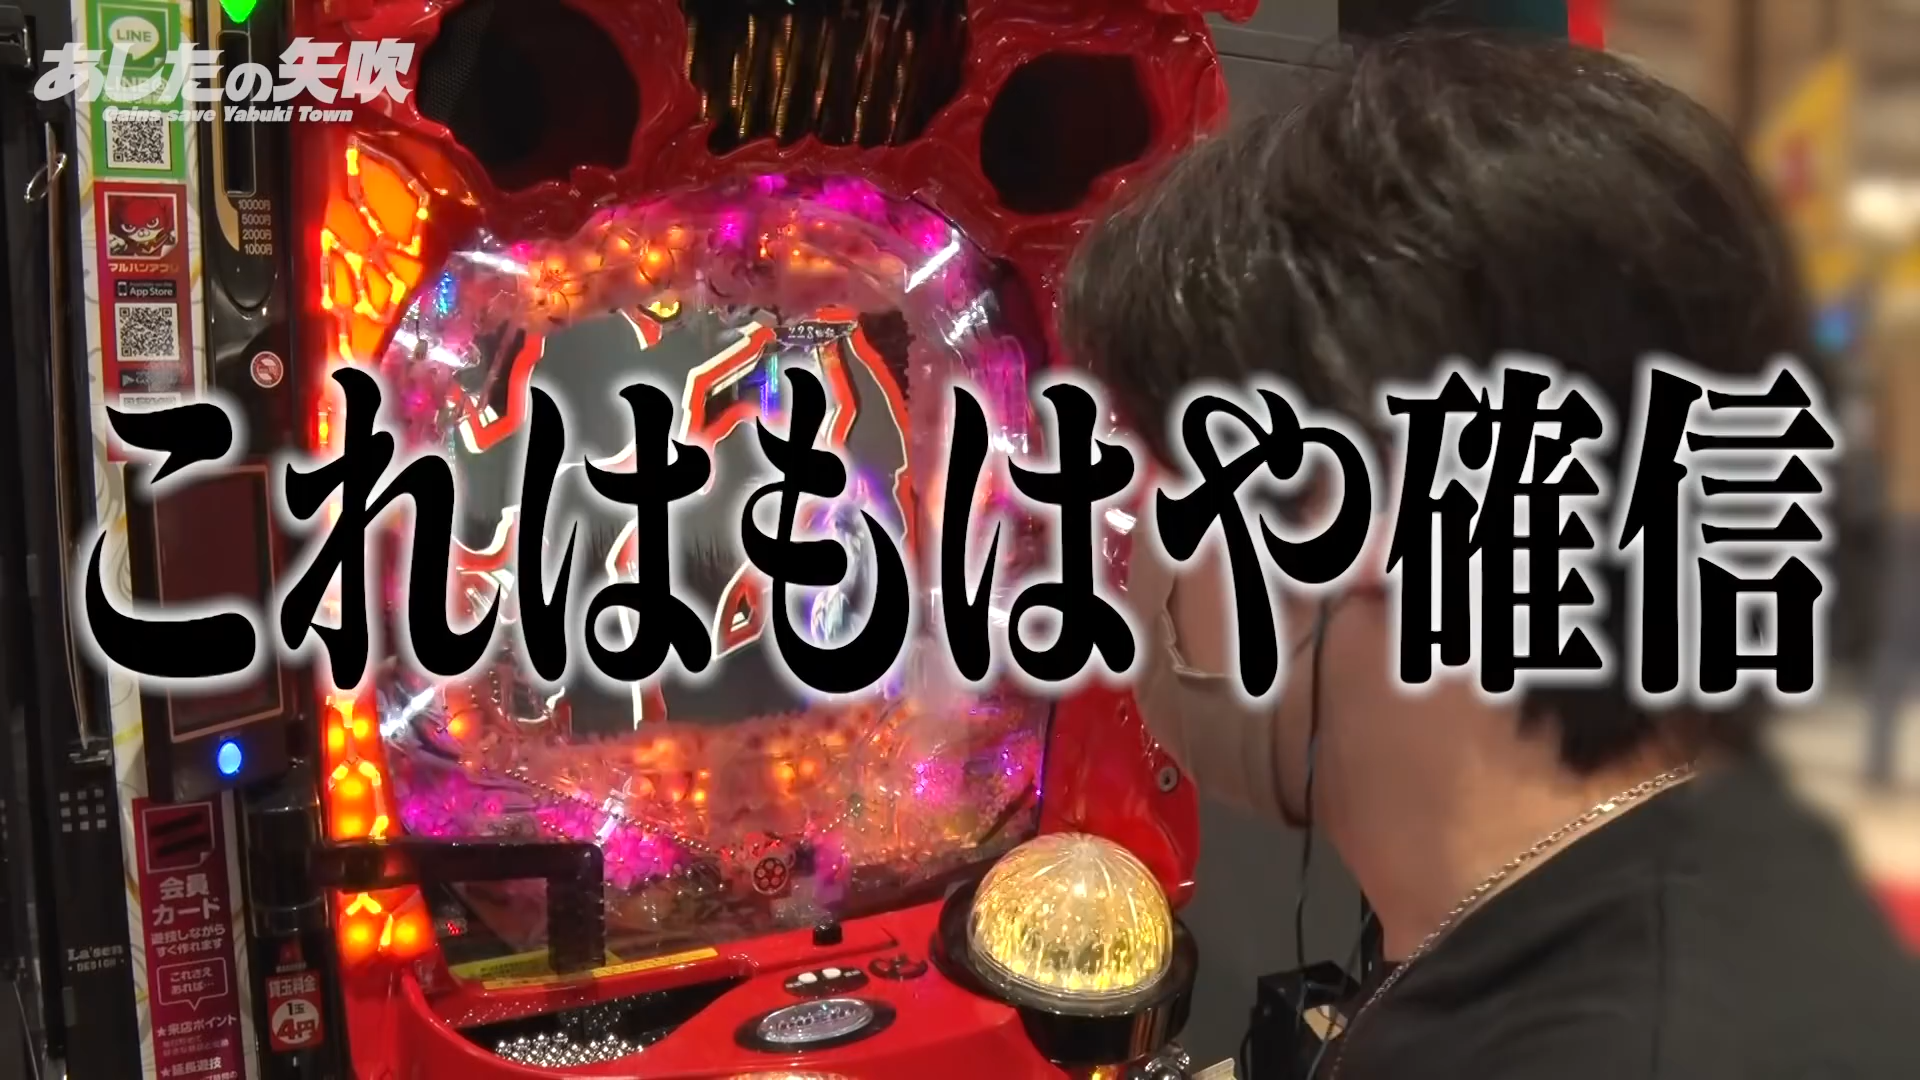 あしたの矢吹
Gains save Yabuki Town
LINE
10000円
5000円
2000円
1000円
マルハンアプリ
App Store
228
これはもはや確信
会員
カード
遊技しながら
すぐ作れます
これさえ
あれば…
★来店ポイント
★延長遊技
La'sen
DESIGN
貸玉料金
1玉
4円